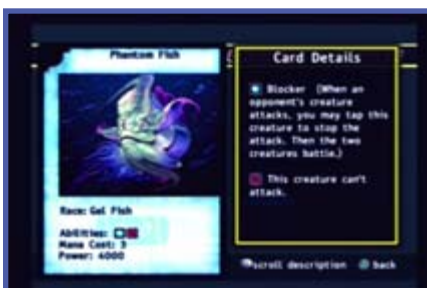 Phantom Fish
Race: Gel Fish
Abilities:
Mana Cost: 3
Power: 4000
Card Details
Blocker (When an
opponent's creature
attacks, you may tap this
creature to stop the
attack. Then the two
creatures battle.)
This creature can't
attack.
scroll description back